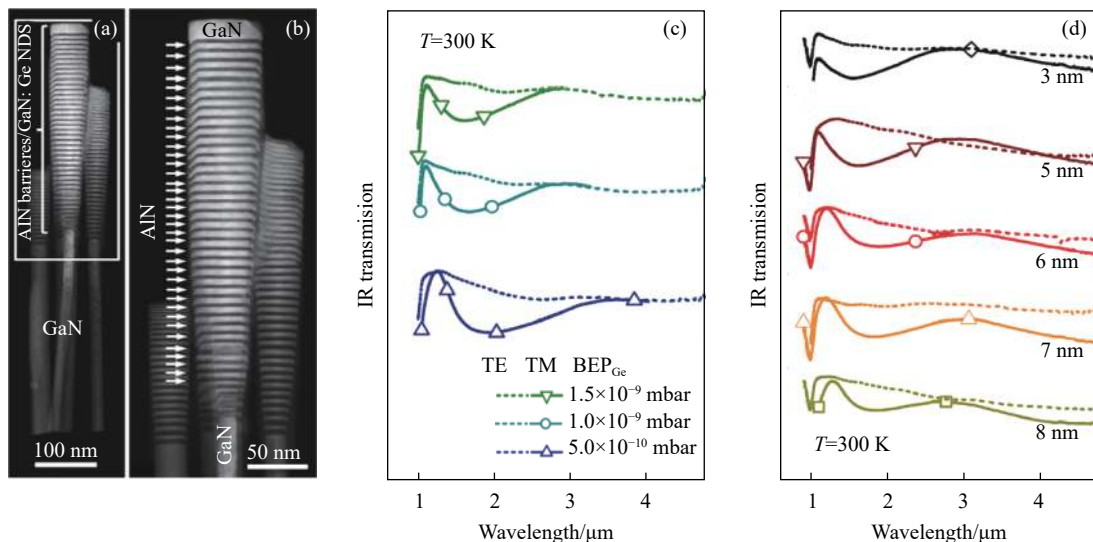 (a)
AlN barrieres/GaN: Ge NDS
GaN
100 nm
(b)
GaN
AlN
GaN
50 nm
(c)
T=300 K
IR transmision
TE TM BEPGe
1.5×10⁻⁹ mbar
1.0×10⁻⁹ mbar
5.0×10⁻¹⁰ mbar
1 2 3 4
Wavelength/μm
(d)
IR transmision
3 nm
5 nm
6 nm
7 nm
8 nm
T=300 K
1 2 3 4
Wavelength/μm